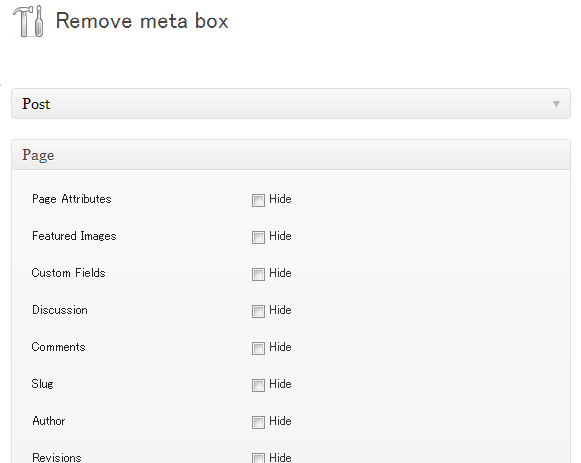 Remove meta box
Post
Page
Page Attributes Hide
Featured Images Hide
Custom Fields Hide
Discussion Hide
Comments Hide
Slug Hide
Author Hide
Revisions Hide